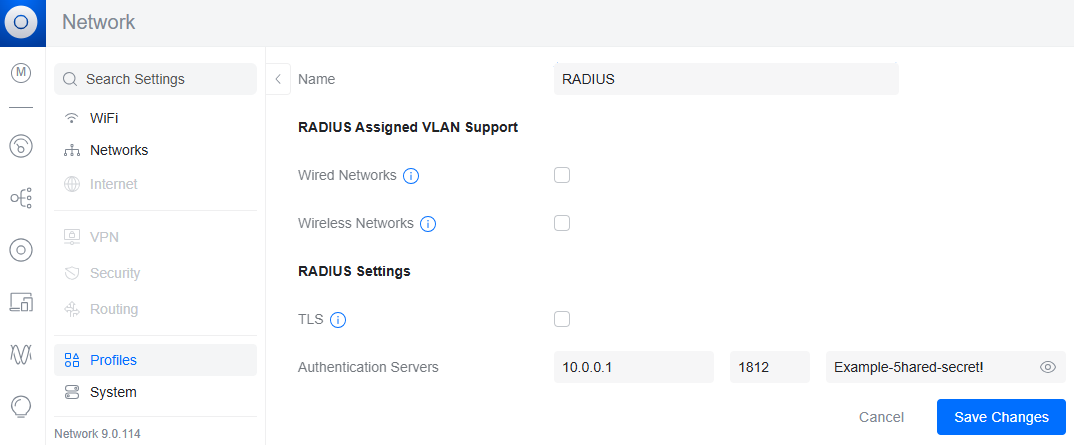 Network
M
Search Settings
WiFi
Networks
Internet
VPN
Security
Routing
Profiles
System
Network 9.0.114
Name RADIUS
RADIUS Assigned VLAN Support
Wired Networks
Wireless Networks
RADIUS Settings
TLS
Authentication Servers 10.0.0.1 1812 Example-5hared-secret!
Cancel Save Changes